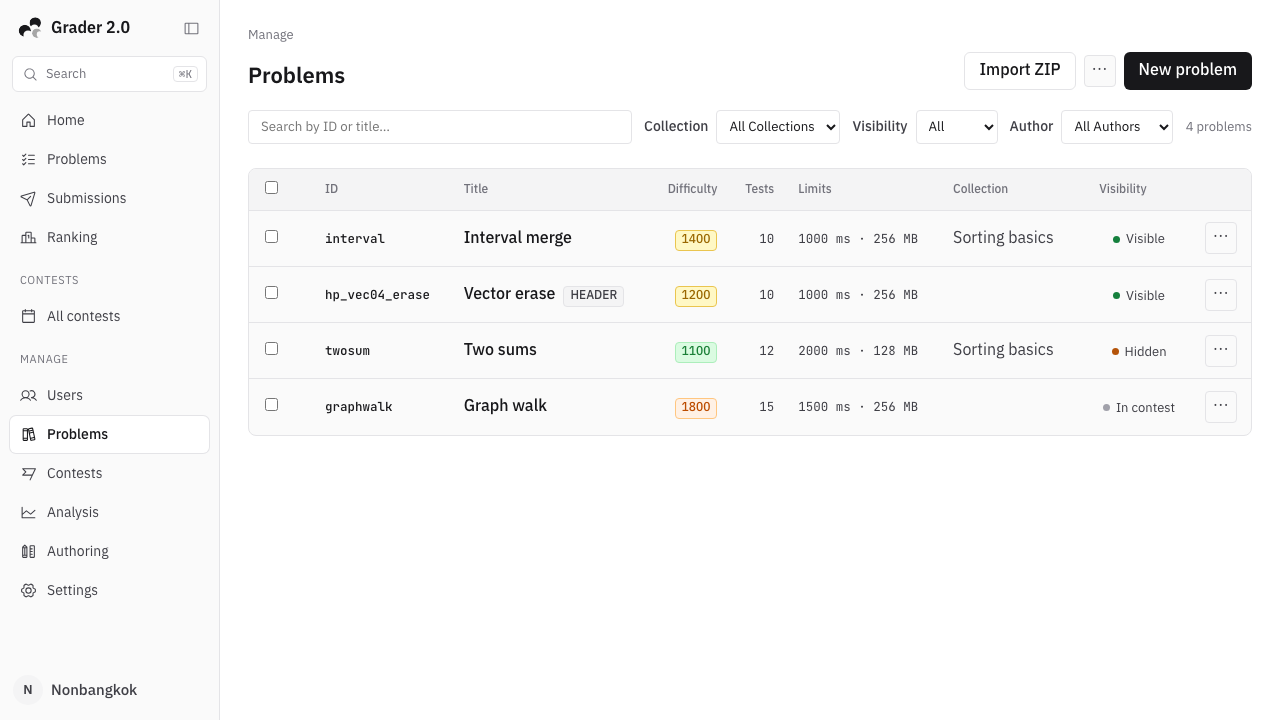 Grader 2.0
Search ⌘K
Home
Problems
Submissions
Ranking
CONTESTS
All contests
MANAGE
Users
Problems
Contests
Analysis
Authoring
Settings
N Nonbangkok
Manage
Problems
Import ZIP ··· New problem
Search by ID or title... Collection All Collections Visibility All Author All Authors 4 problems
ID Title Difficulty Tests Limits Collection Visibility
interval Interval merge 1400 10 1000 ms · 256 MB Sorting basics Visible ···
hp_vec04_erase Vector erase HEADER 1200 10 1000 ms · 256 MB Visible ···
twosum Two sums 1100 12 2000 ms · 128 MB Sorting basics Hidden ···
graphwalk Graph walk 1800 15 1500 ms · 256 MB In contest ···